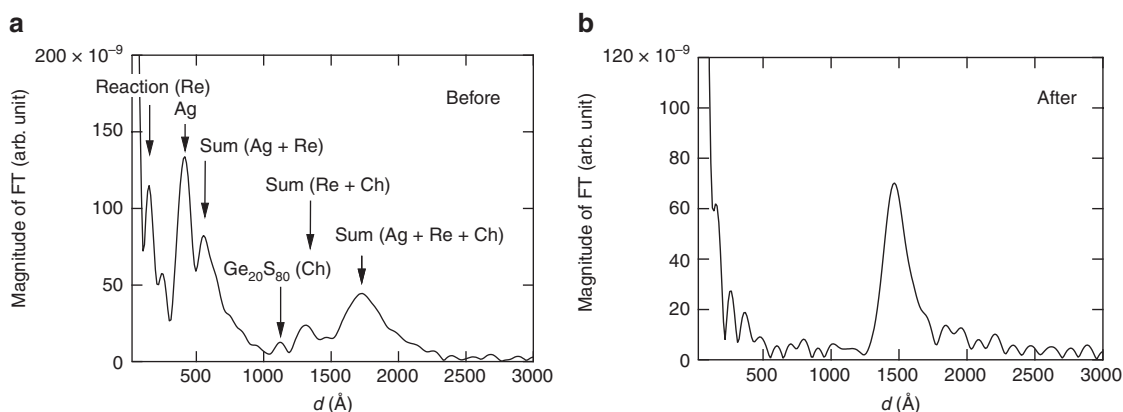 a
200 × 10⁻⁹
150
100
50
0
Magnitude of FT (arb. unit)
Reaction (Re)
Ag
Before
Sum (Ag + Re)
Sum (Re + Ch)
Sum (Ag + Re + Ch)
Ge₂₀S₈₀ (Ch)
500 1000 1500 2000 2500 3000
d (Å)
b
120 × 10⁻⁹
100
80
60
40
20
0
Magnitude of FT (arb. unit)
After
500 1000 1500 2000 2500 3000
d (Å)